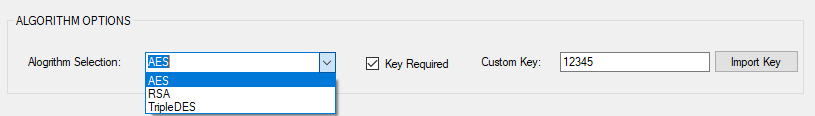 ALGORITHM OPTIONS
Alogrithm Selection: AES Key Required Custom Key: 12345 Import Key
AES
RSA
TripleDES